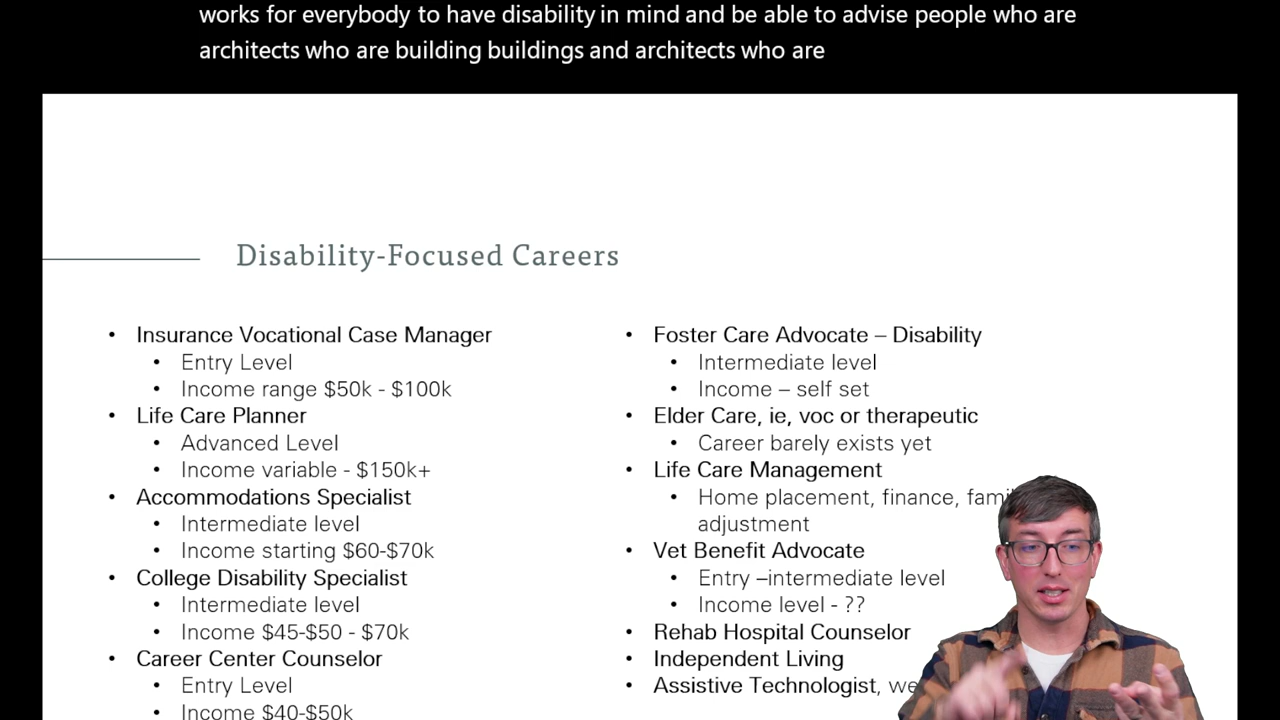 works for everybody to have disability in mind and be able to advise people who are
architects who are building buildings and architects who are
Disability-Focused Careers
• Insurance Vocational Case Manager
• Entry Level
• Income range $50k - $100k
• Life Care Planner
• Advanced Level
• Income variable - $150k+
• Accommodations Specialist
• Intermediate level
• Income starting $60-$70k
• College Disability Specialist
• Intermediate level
• Income $45-$50 - $70k
• Career Center Counselor
• Entry Level
• Income $40-$50k
• Foster Care Advocate – Disability
• Intermediate level
• Income – self set
• Elder Care, ie, voc or therapeutic
• Career barely exists yet
• Life Care Management
• Home placement, finance,
adjustment
• Vet Benefit Advocate
• Entry –intermediate level
• Income level - ??
• Rehab Hospital Counselor
• Independent Living
• Assistive Technologist,